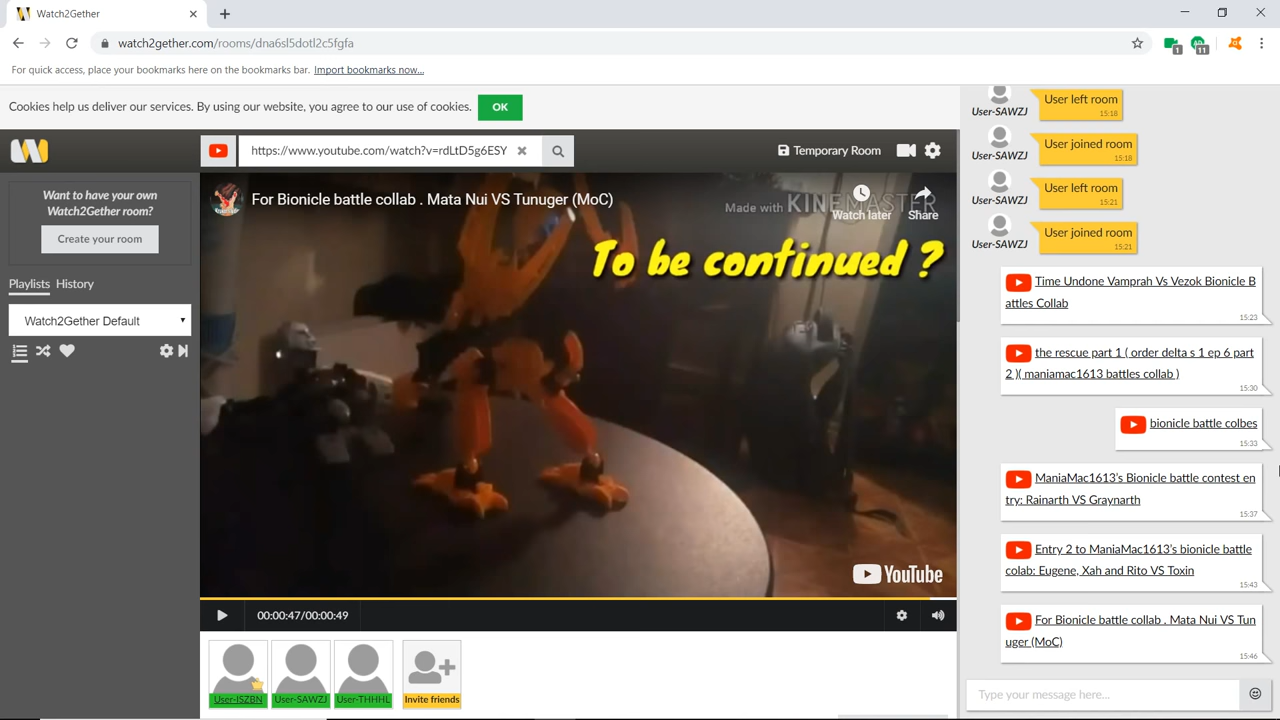 Watch2Gether
watch2gether.com/rooms/dna6sl5dotl2c5fgfa
1
11
For quick access, place your bookmarks here on the bookmarks bar. Import bookmarks now...
Cookies help us deliver our services. By using our website, you agree to our use of cookies. OK
https://www.youtube.com/watch?v=rdLtD5g6ESY
Temporary Room
Want to have your own
Watch2Gether room?
Create your room
Playlists History
Watch2Gether Default
For Bionicle battle collab . Mata Nui VS Tunuger (MoC)
Made with KINEMASTER
Watch later
Share
To be continued ?
YouTube
00:00:47/00:00:49
User-ISZBN
User-SAWZJ
User-THHHL
Invite friends
User-SAWZJ
User left room
15:18
User-SAWZJ
User joined room
15:18
User-SAWZJ
User left room
15:21
User-SAWZJ
User joined room
15:21
Time Undone Vamprah Vs Vezok Bionicle B
attles Collab
15:23
the rescue part 1 ( order delta s 1 ep 6 part
2 )( maniamac1613 battles collab )
15:30
bionicle battle colbes
15:33
ManiaMac1613's Bionicle battle contest en
try: Rainarth VS Graynarth
15:37
Entry 2 to ManiaMac1613's bionicle battle
colab: Eugene, Xah and Rito VS Toxin
15:43
For Bionicle battle collab . Mata Nui VS Tun
uger (MoC)
15:46
Type your message here...